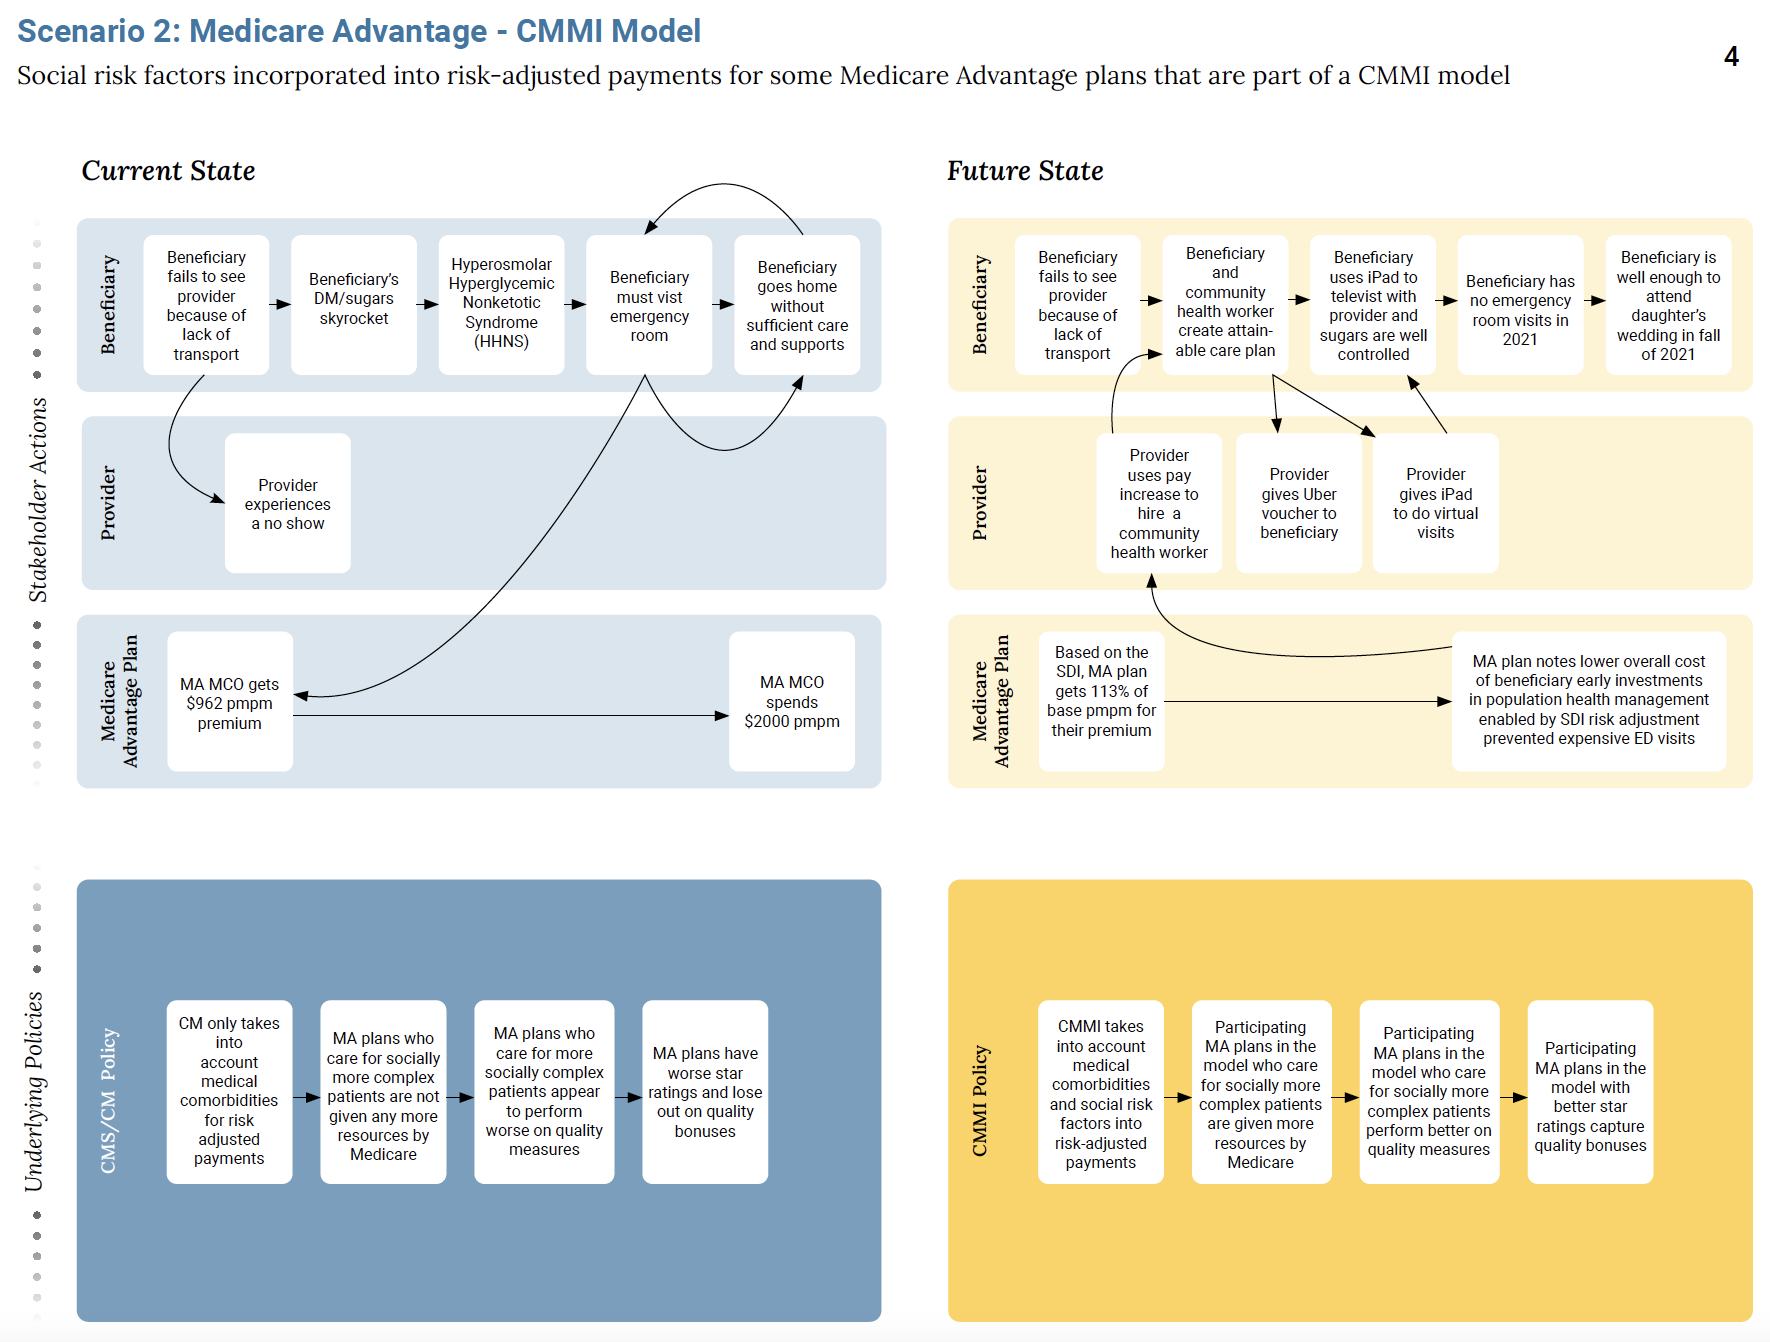 Scenario 2: Medicare Advantage - CMMI Model
4
Social risk factors incorporated into risk-adjusted payments for some Medicare Advantage plans that are part of a CMMI model
Current State
Stakeholder Actions
Beneficiary
Beneficiary
fails to see
provider
because of
lack of
transport
Beneficiary's
DM/sugars
skyrocket
Hyperosmolar
Hyperglycemic
Nonketotic
Syndrome
(HHNS)
Beneficiary
must vist
emergency
room
Beneficiary
goes home
without
sufficient care
and supports
Provider
Provider
experiences
a no show
Medicare
Advantage Plan
MA MCO gets
$962 pmpm
premium
MA MCO
spends
$2000 pmpm
Future State
Beneficiary
Beneficiary
fails to see
provider
because of
lack of
transport
Beneficiary
and
community
health worker
create attain-
able care plan
Beneficiary
uses iPad to
televist with
provider and
sugars are well
controlled
Beneficiary has
no emergency
room visits in
2021
Beneficiary is
well enough to
attend
daughter's
wedding in fall
of 2021
Provider
Provider
uses pay
increase to
hire a
community
health worker
Provider
gives Uber
voucher to
beneficiary
Provider
gives iPad
to do virtual
visits
Medicare
Advantage Plan
Based on the
SDI, MA plan
gets 113% of
base pmpm for
their premium
MA plan notes lower overall cost
of beneficiary early investments
in population health management
enabled by SDI risk adjustment
prevented expensive ED visits
Underlying Policies
CMS/CM Policy
CM only takes
into
account
medical
comorbidities
for risk
adjusted
payments
MA plans who
care for socially
more complex
patients are not
given any more
resources by
Medicare
MA plans who
care for more
socially complex
patients appear
to perform
worse on quality
measures
MA plans have
worse star
ratings and lose
out on quality
bonuses
CMMI Policy
CMMI takes
into account
medical
comorbidities
and social risk
factors into
risk-adjusted
payments
Participating
MA plans in the
model who care
for socially more
complex patients
are given more
resources by
Medicare
Participating
MA plans in the
model who care
for socially more
complex patients
perform better on
quality measures
Participating
MA plans in the
model with
better star
ratings capture
quality bonuses